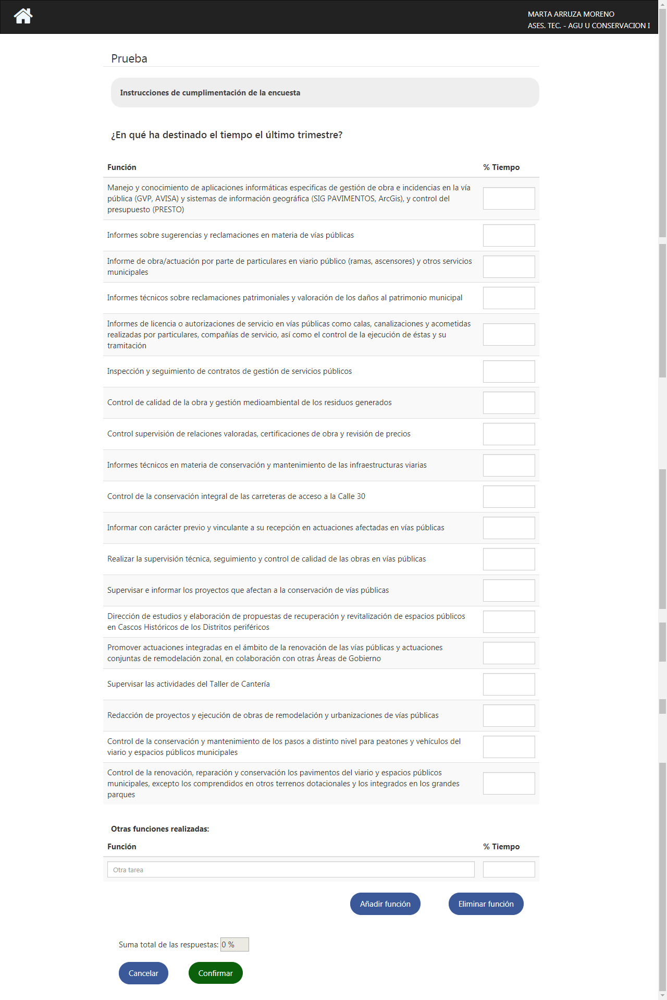 MARTA ARRUZA MORENO
ASES. TEC. - AGU U CONSERVACION I
Prueba
Instrucciones de cumplimentación de la encuesta
¿En qué ha destinado el tiempo el último trimestre?
Función % Tiempo
Manejo y conocimiento de aplicaciones informáticas especificas de gestión de obra e incidencias en la vía
pública (GVP, AVISA) y sistemas de información geográfica (SIG PAVIMENTOS, ArcGis), y control del
presupuesto (PRESTO)
Informes sobre sugerencias y reclamaciones en materia de vías públicas
Informe de obra/actuación por parte de particulares en viario público (ramas, ascensores) y otros servicios
municipales
Informes técnicos sobre reclamaciones patrimoniales y valoración de los daños al patrimonio municipal
Informes de licencia o autorizaciones de servicio en vías públicas como calas, canalizaciones y acometidas
realizadas por particulares, compañías de servicio, así como el control de la ejecución de éstas y su
tramitación
Inspección y seguimiento de contratos de gestión de servicios públicos
Control de calidad de la obra y gestión medioambiental de los residuos generados
Control supervisión de relaciones valoradas, certificaciones de obra y revisión de precios
Informes técnicos en materia de conservación y mantenimiento de las infraestructuras viarias
Control de la conservación integral de las carreteras de acceso a la Calle 30
Informar con carácter previo y vinculante a su recepción en actuaciones afectadas en vías públicas
Realizar la supervisión técnica, seguimiento y control de calidad de las obras en vías públicas
Supervisar e informar los proyectos que afectan a la conservación de vías públicas
Dirección de estudios y elaboración de propuestas de recuperación y revitalización de espacios públicos
en Cascos Históricos de los Distritos periféricos
Promover actuaciones integradas en el ámbito de la renovación de las vías públicas y actuaciones
conjuntas de remodelación zonal, en colaboración con otras Áreas de Gobierno
Supervisar las actividades del Taller de Cantería
Redacción de proyectos y ejecución de obras de remodelación y urbanizaciones de vías públicas
Control de la conservación y mantenimiento de los pasos a distinto nivel para peatones y vehículos del
viario y espacios públicos municipales
Control de la renovación, reparación y conservación los pavimentos del viario y espacios públicos
municipales, excepto los comprendidos en otros terrenos dotacionales y los integrados en los grandes
parques
Otras funciones realizadas:
Función % Tiempo
Otra tarea
Añadir función Eliminar función
Suma total de las respuestas: 0 %
Cancelar Confirmar